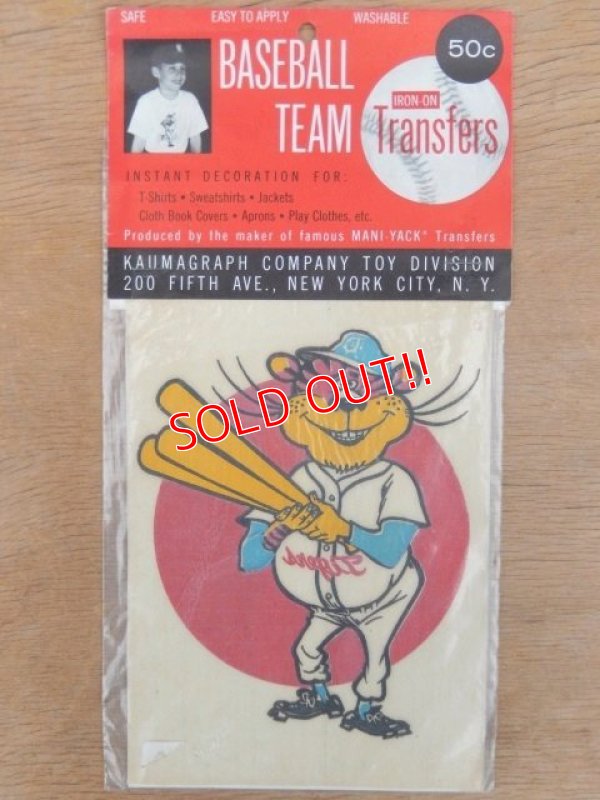 SAFE EASY TO APPLY WASHABLE
50c
BASEBALL
TEAM
IRON-ON
Transfers
INSTANT DECORATION FOR:
T Shirts • Sweatshirts • Jackets
Cloth Book Covers • Aprons • Play Clothes, etc.
Produced by the maker of famous MANI-YACK® Transfers
KAUMAGRAPH COMPANY TOY DIVISION
200 FIFTH AVE., NEW YORK CITY, N. Y.
SOLD OUT!!
Tigers